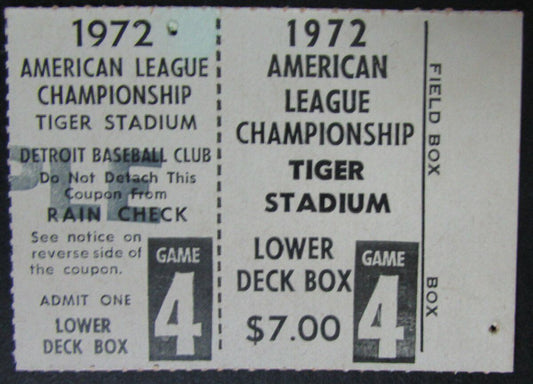 1972
AMERICAN LEAGUE
CHAMPIONSHIP
TIGER STADIUM
DETROIT BASEBALL CLUB
Do Not Detach This
Coupon From
RAIN CHECK
See notice on
reverse side of
the coupon.
ADMIT ONE
LOWER
DECK BOX
GAME
4
1972
AMERICAN
LEAGUE
CHAMPIONSHIP
TIGER
STADIUM
LOWER
DECK BOX
$7.00
GAME
4
FIELD BOX
BOX